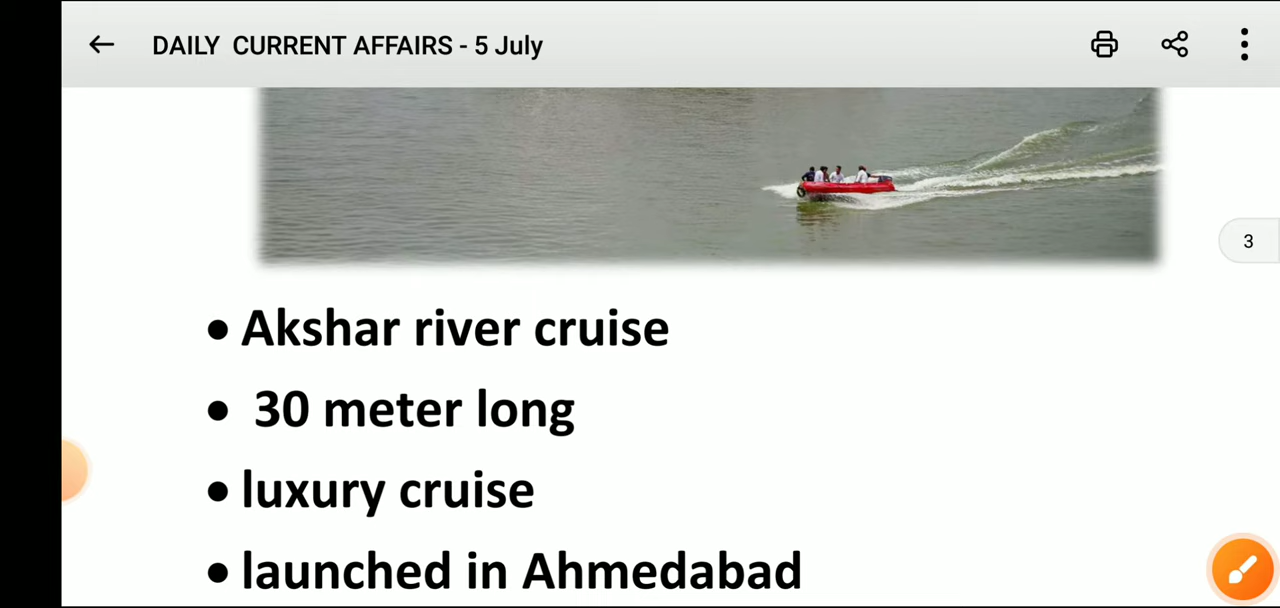 DAILY CURRENT AFFAIRS - 5 July
3
• Akshar river cruise
• 30 meter long
• luxury cruise
• launched in Ahmedabad